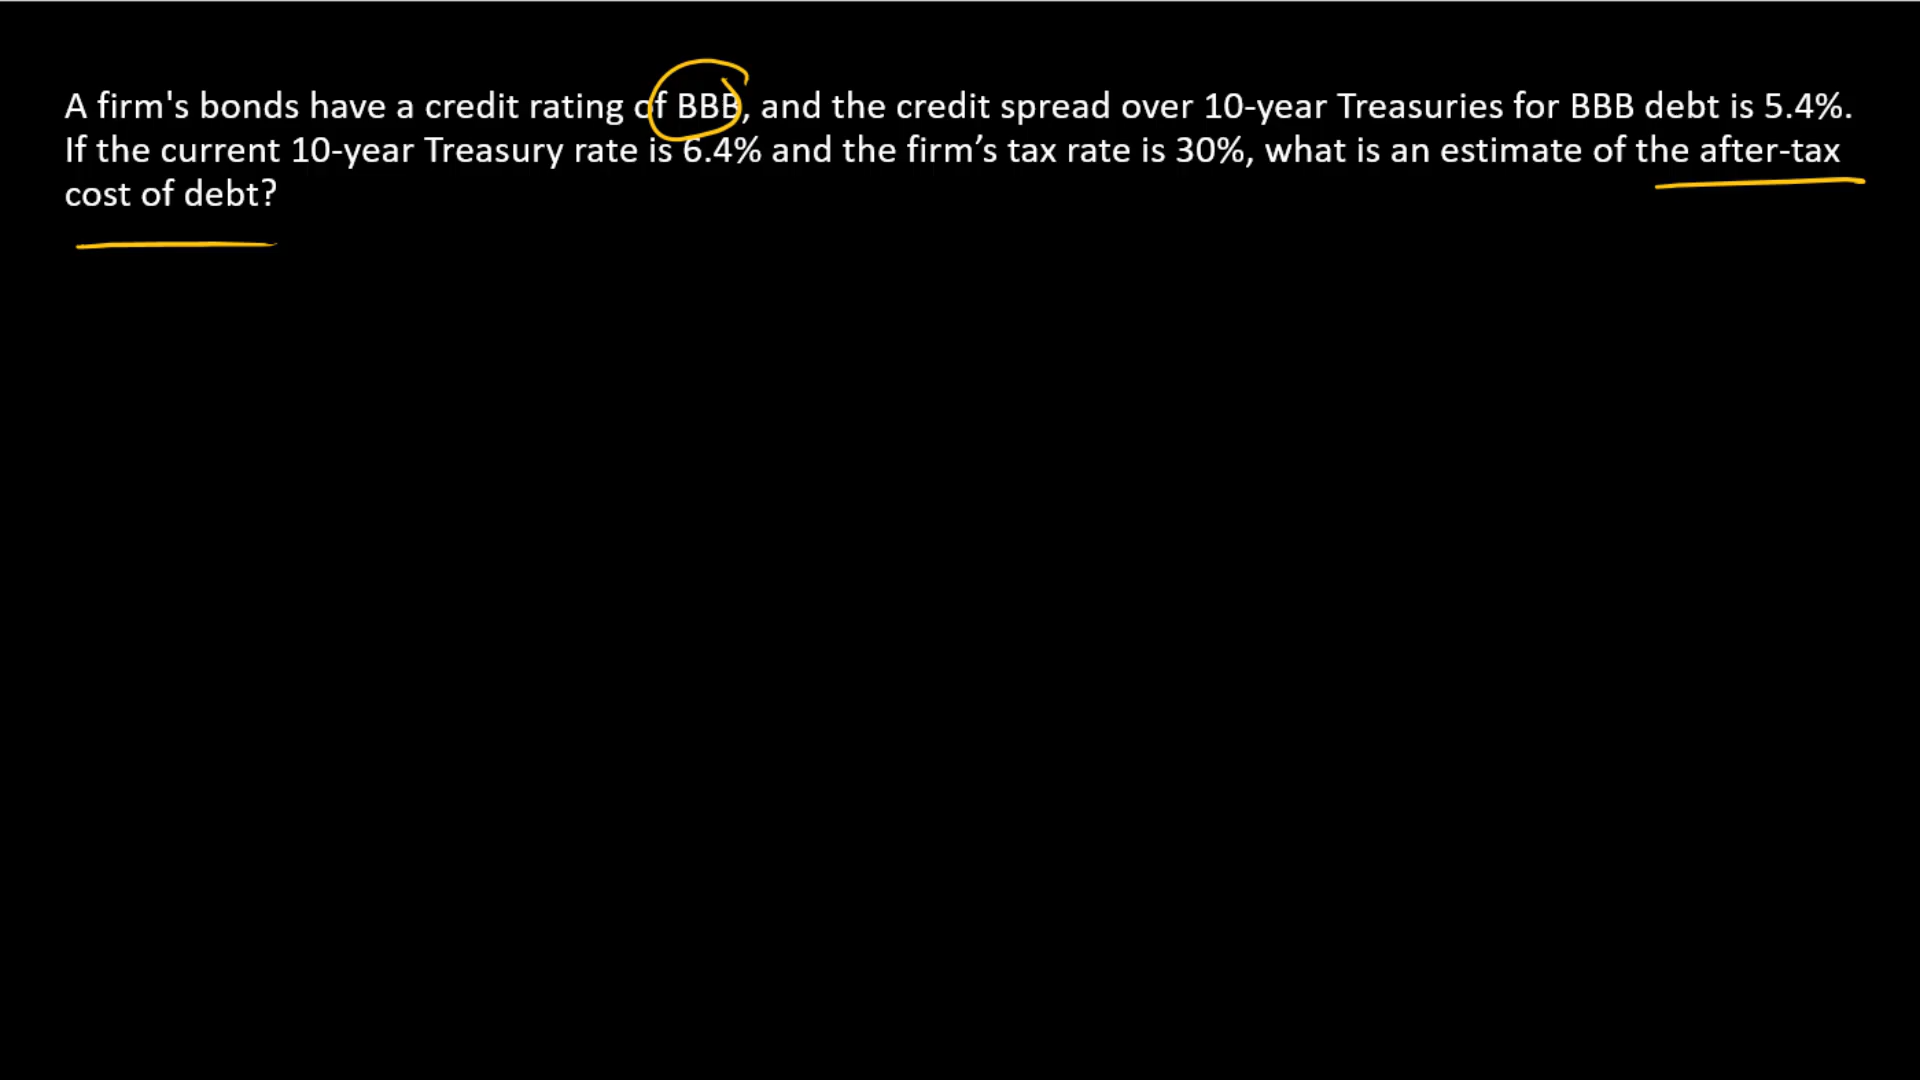 A firm's bonds have a credit rating of BBB, and the credit spread over 10-year Treasuries for BBB debt is 5.4%.
If the current 10-year Treasury rate is 6.4% and the firm’s tax rate is 30%, what is an estimate of the after-tax
cost of debt?